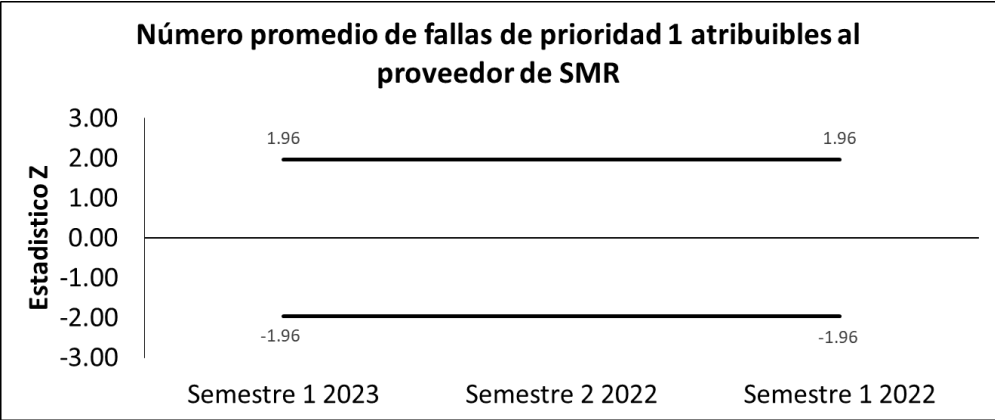 Número promedio de fallas de prioridad 1 atribuibles al
proveedor de SMR
Estadistico Z
3.00
2.00
1.00
0.00
-1.00
-2.00
-3.00
1.96
1.96
-1.96
-1.96
Semestre 1 2023
Semestre 2 2022
Semestre 1 2022